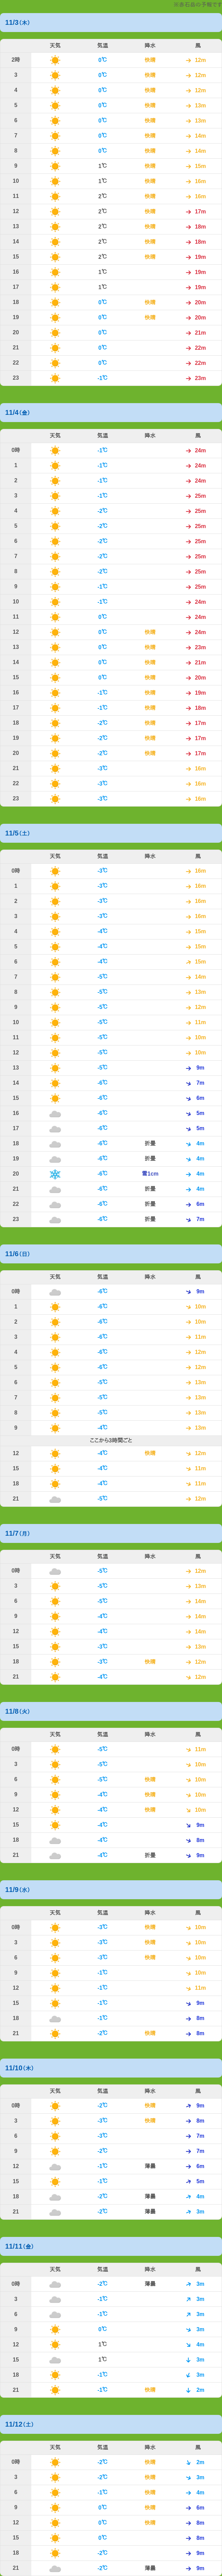 11/3(木)
天気 気温 降水 風
2時 0℃ 快晴 12m
3 0℃ 快晴 12m
4 0℃ 快晴 12m
5 0℃ 快晴 13m
6 0℃ 快晴 13m
7 0℃ 快晴 14m
8 0℃ 快晴 14m
9 1℃ 快晴 15m
10 1℃ 快晴 16m
11 2℃ 快晴 16m
12 2℃ 快晴 17m
13 2℃ 快晴 18m
14 2℃ 快晴 18m
15 2℃ 快晴 19m
16 1℃ 19m
17 1℃ 19m
18 0℃ 快晴 20m
19 0℃ 快晴 20m
20 0℃ 21m
21 0℃ 22m
22 0℃ 22m
23 -1℃ 23m
11/4(金)
天気 気温 降水 風
0時 -1℃ 24m
1 -1℃ 24m
2 -1℃ 24m
3 -1℃ 25m
4 -2℃ 25m
5 -2℃ 25m
6 -2℃ 25m
7 -2℃ 25m
8 -2℃ 25m
9 -1℃ 25m
10 -1℃ 24m
11 0℃ 24m
12 0℃ 快晴 24m
13 0℃ 快晴 23m
14 0℃ 快晴 21m
15 0℃ 快晴 20m
16 -1℃ 快晴 19m
17 -1℃ 快晴 18m
18 -2℃ 快晴 17m
19 -2℃ 快晴 17m
20 -2℃ 快晴 17m
21 -3℃ 16m
22 -3℃ 16m
23 -3℃ 16m
11/5(土)
天気 気温 降水 風
0時 -3℃ 16m
1 -3℃ 16m
2 -3℃ 16m
3 -3℃ 16m
4 -4℃ 15m
5 -4℃ 15m
6 -4℃ 15m
7 -5℃ 14m
8 -5℃ 13m
9 -5℃ 12m
10 -5℃ 11m
11 -5℃ 10m
12 -5℃ 10m
13 -5℃ 9m
14 -6℃ 7m
15 -6℃ 6m
16 -6℃ 5m
17 -6℃ 5m
18 -6℃ 折曇 4m
19 -6℃ 折曇 4m
20 -6℃ 雪1cm 4m
21 -6℃ 折曇 4m
22 -6℃ 折曇 6m
23 -6℃ 折曇 7m
11/6(日)
天気 気温 降水 風
0時 -6℃ 9m
1 -6℃ 10m
2 -6℃ 10m
3 -6℃ 11m
4 -6℃ 12m
5 -6℃ 12m
6 -5℃ 13m
7 -5℃ 13m
8 -5℃ 13m
9 -4℃ 13m
ここから3時間ごと
12 -4℃ 快晴 12m
15 -4℃ 11m
18 -4℃ 11m
21 -5℃ 12m
11/7(月)
天気 気温 降水 風
0時 -5℃ 12m
3 -5℃ 13m
6 -5℃ 14m
9 -4℃ 14m
12 -4℃ 14m
15 -3℃ 13m
18 -3℃ 快晴 12m
21 -4℃ 12m
11/8(火)
天気 気温 降水 風
0時 -5℃ 11m
3 -5℃ 10m
6 -5℃ 快晴 10m
9 -4℃ 快晴 10m
12 -4℃ 快晴 10m
15 -4℃ 9m
18 -4℃ 8m
21 -4℃ 折曇 9m
11/9(水)
天気 気温 降水 風
0時 -3℃ 快晴 10m
3 -3℃ 快晴 10m
6 -3℃ 快晴 10m
9 -1℃ 10m
12 -1℃ 11m
15 -1℃ 9m
18 -1℃ 8m
21 -2℃ 快晴 8m
11/10(木)
天気 気温 降水 風
0時 -2℃ 快晴 9m
3 -3℃ 快晴 8m
6 -3℃ 7m
9 -2℃ 7m
12 -1℃ 薄曇 6m
15 -1℃ 5m
18 -2℃ 薄曇 4m
21 -2℃ 薄曇 3m
11/11(金)
天気 気温 降水 風
0時 -2℃ 薄曇 3m
3 -1℃ 3m
6 -1℃ 3m
9 0℃ 3m
12 1℃ 4m
15 1℃ 3m
18 -1℃ 3m
21 -1℃ 快晴 2m
11/12(土)
天気 気温 降水 風
0時 -2℃ 快晴 2m
3 -2℃ 快晴 3m
6 -1℃ 快晴 4m
9 0℃ 快晴 6m
12 0℃ 快晴 8m
15 0℃ 8m
18 -2℃ 9m
21 -2℃ 薄曇 9m